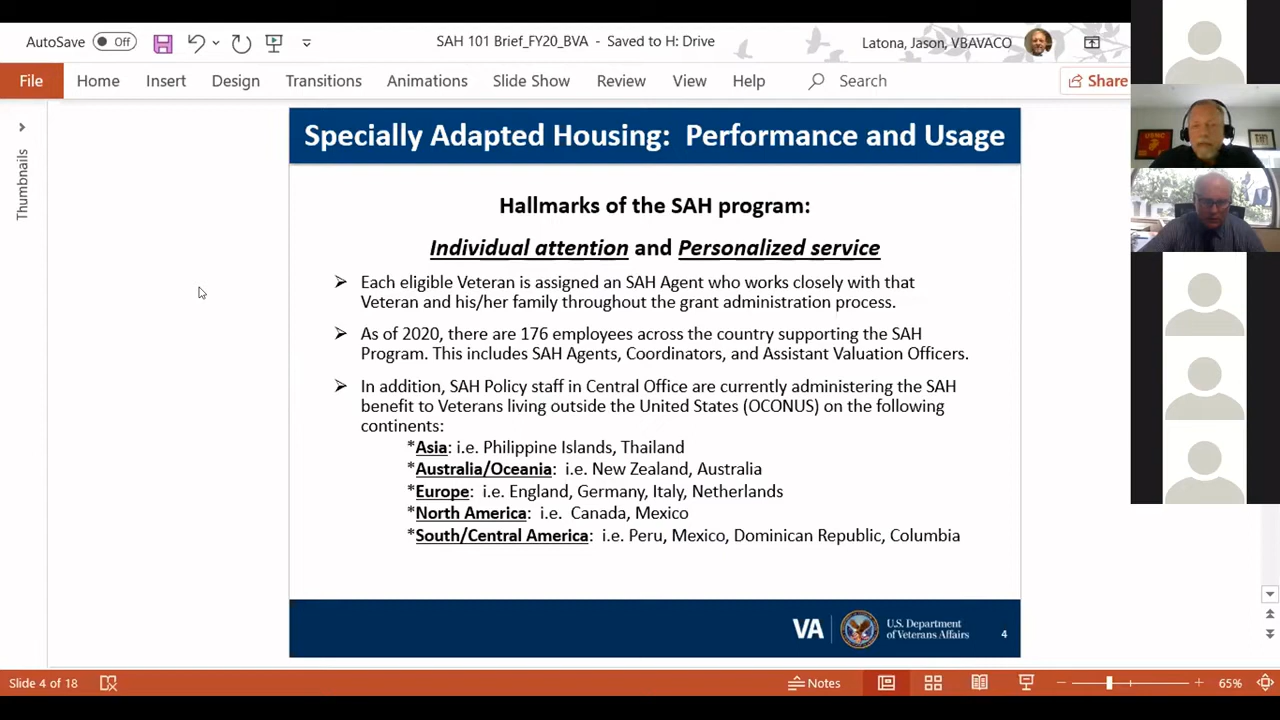 AutoSave Off SAH 101 Brief_FY20_BVA - Saved to H: Drive Latona, Jason, VBAVACO
File Home Insert Design Transitions Animations Slide Show Review View Help Search Share
Thumbnails
Specially Adapted Housing: Performance and Usage
Hallmarks of the SAH program:
Individual attention and Personalized service
➢ Each eligible Veteran is assigned an SAH Agent who works closely with that
Veteran and his/her family throughout the grant administration process.
➢ As of 2020, there are 176 employees across the country supporting the SAH
Program. This includes SAH Agents, Coordinators, and Assistant Valuation Officers.
➢ In addition, SAH Policy staff in Central Office are currently administering the SAH
benefit to Veterans living outside the United States (OCONUS) on the following
continents:
*Asia: i.e. Philippine Islands, Thailand
*Australia/Oceania: i.e. New Zealand, Australia
*Europe: i.e. England, Germany, Italy, Netherlands
*North America: i.e. Canada, Mexico
*South/Central America: i.e. Peru, Mexico, Dominican Republic, Columbia
VA U.S. Department
of Veterans Affairs
4
Slide 4 of 18 Notes 65%